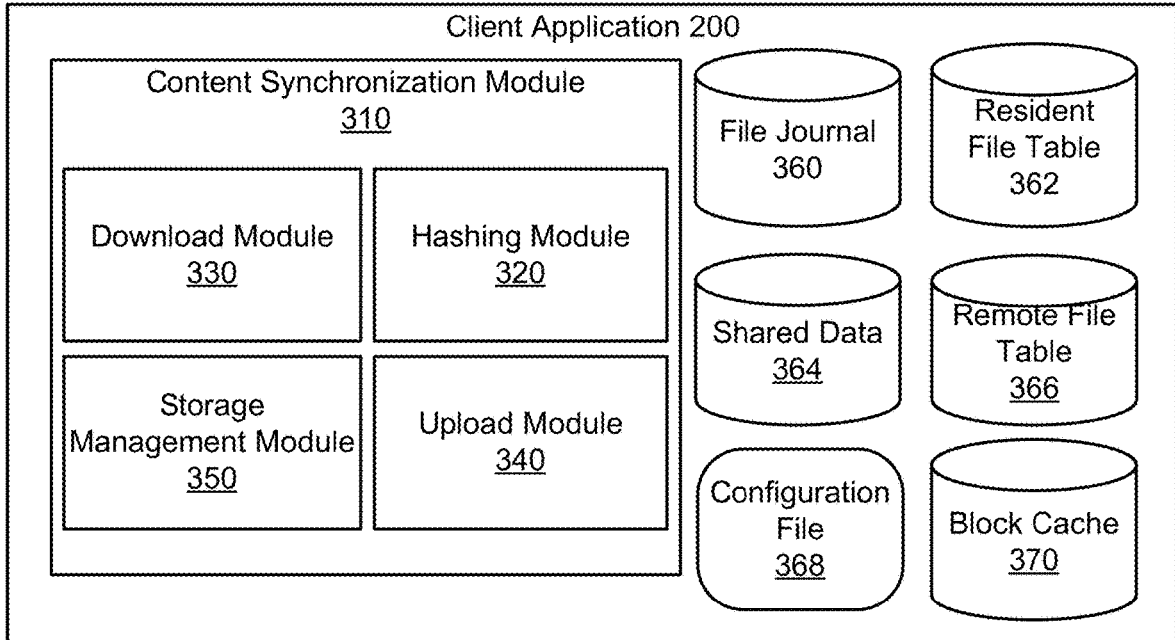 Client Application 200
Content Synchronization Module
310
Download Module
330
Hashing Module
320
Storage
Management Module
350
Upload Module
340
File Journal
360
Resident
File Table
362
Shared Data
364
Remote File
Table
366
Configuration
File
368
Block Cache
370